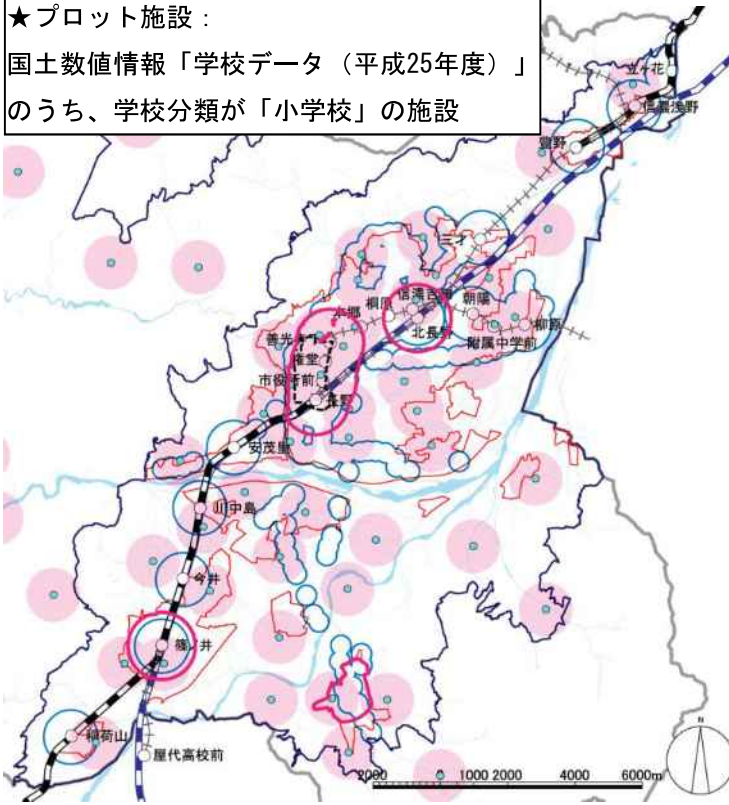 ★プロット施設：
国土数値情報「学校データ（平成25年度）」
のうち、学校分類が「小学校」の施設
立ヶ花
信濃浅野
豊野
三才
信濃吉田
朝陽
桐原
本郷
柳原
北長野
附属中学前
善光寺下
権堂
市役所前
長野
安茂里
川中島
今井
篠ノ井
稲荷山
屋代高校前
N
2000 0 1000 2000 4000 6000m